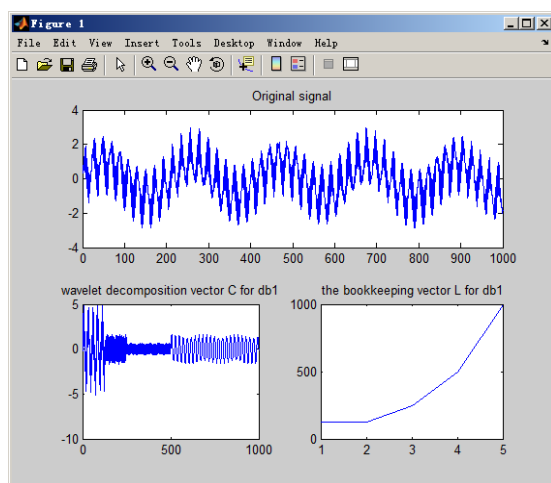 Figure 1
File Edit View Insert Tools Desktop Window Help
Original signal
4
2
0
-2
-4
0 100 200 300 400 500 600 700 800 900 1000
wavelet decomposition vector C for db1
5
0
-5
-10
0 500 1000
the bookkeeping vector L for db1
1000
500
0
1 2 3 4 5